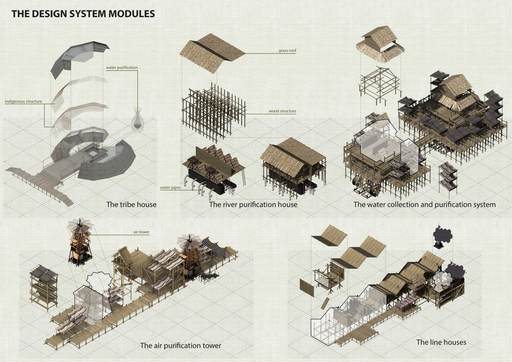 THE DESIGN SYSTEM MODULES
grass roof
water purification
indigenous structure
wood structure
water pipes
The tribe house
The river purification house
The water collection and purification system
air tower
The air purification tower
The line houses